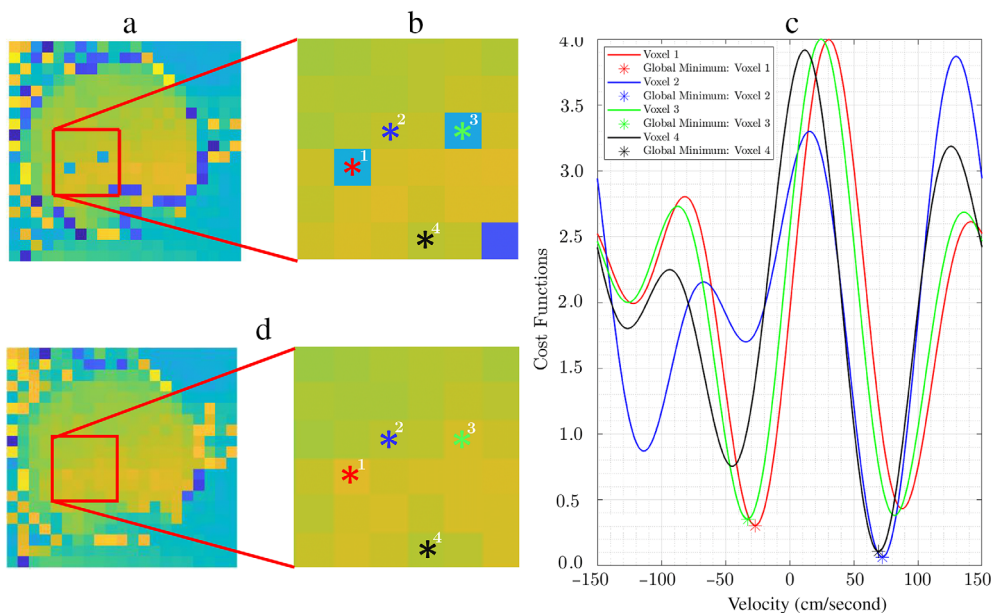 a
b
c
d
1
2
3
4
1
2
3
4
Voxel 1
Global Minimum: Voxel 1
Voxel 2
Global Minimum: Voxel 2
Voxel 3
Global Minimum: Voxel 3
Voxel 4
Global Minimum: Voxel 4
4.0
3.5
3.0
2.5
2.0
1.5
1.0
0.5
0.0
Cost Functions
−150 −100 −50 0 50 100 150
Velocity (cm/second)